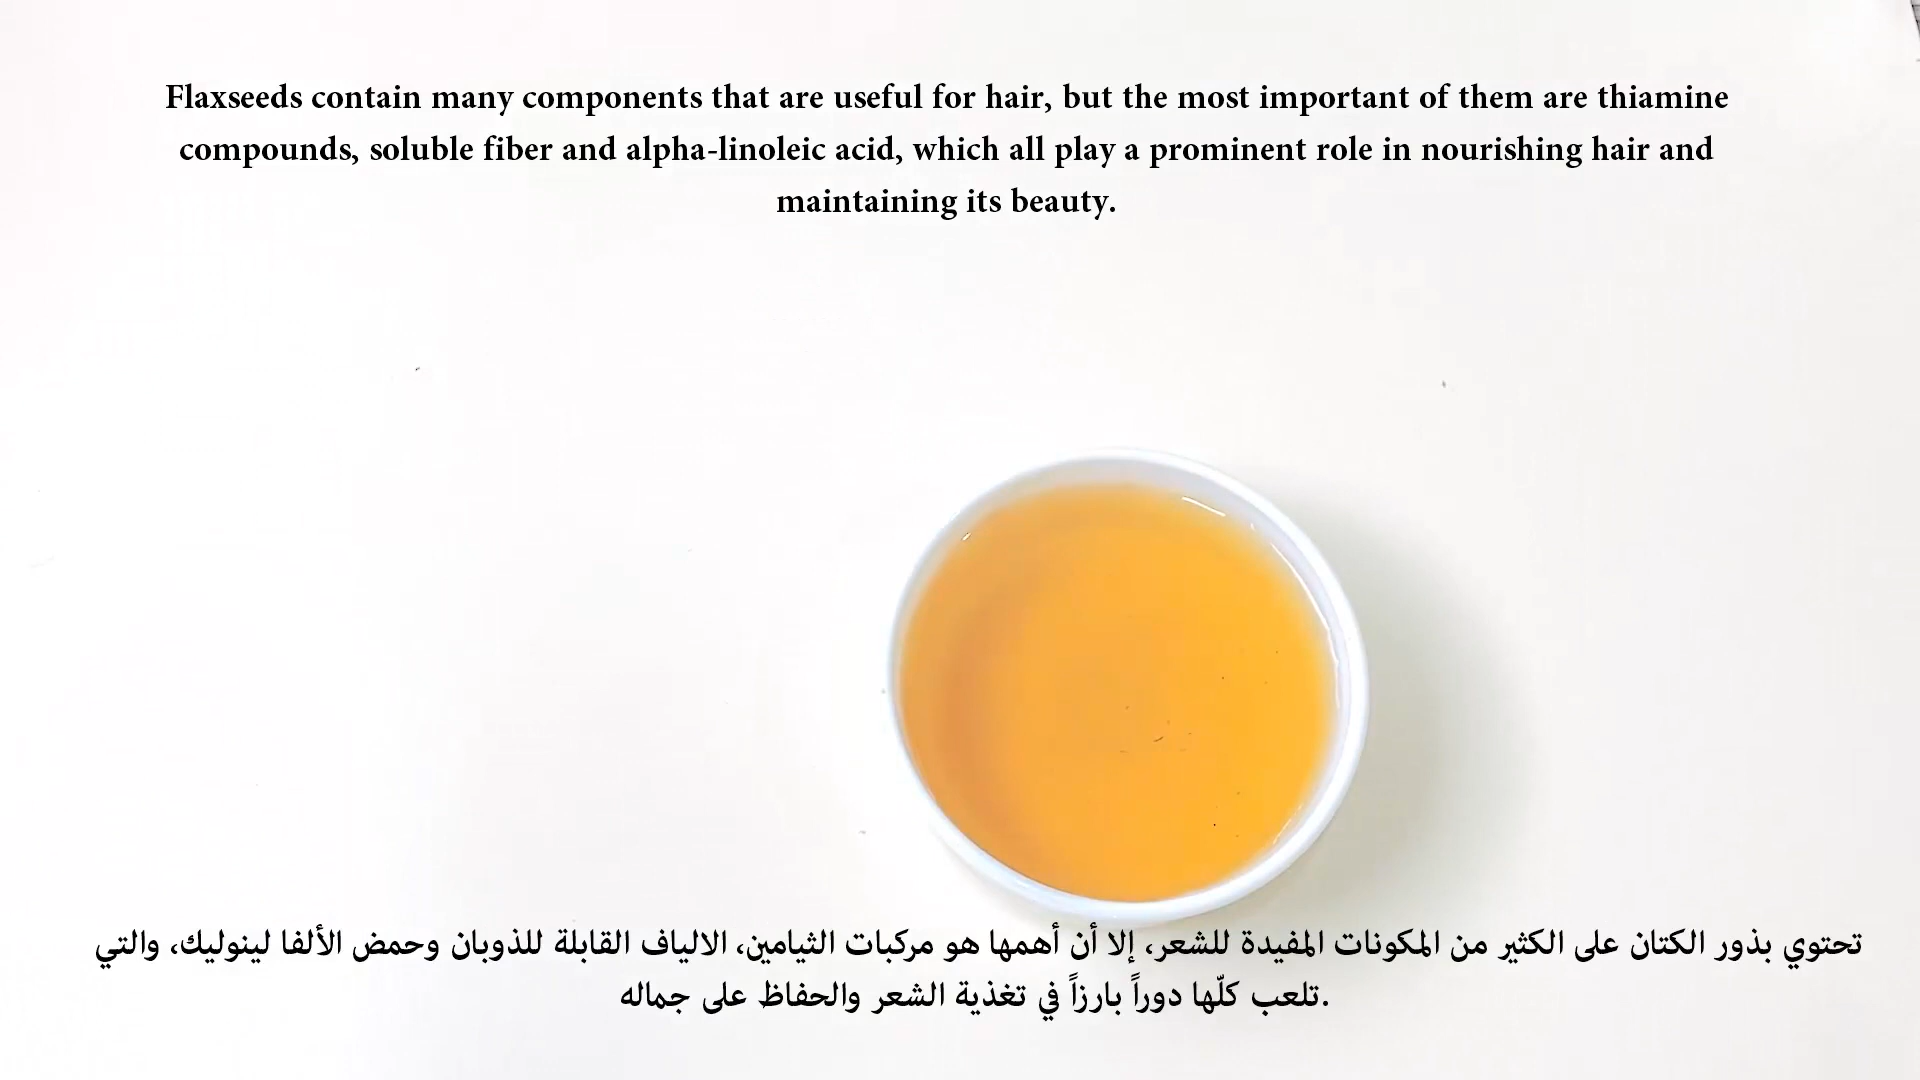 Flaxseeds contain many components that are useful for hair, but the most important of them are thiamine
compounds, soluble fiber and alpha-linoleic acid, which all play a prominent role in nourishing hair and
maintaining its beauty.
تحتوي بذور الكتان على الكثير من المكونات المفيدة للشعر، إلا أن أهمها هو مركبات الثيامين، الالياف القابلة للذوبان وحمض الألفا لينوليك، والتي
تلعب كلّها دوراً بارزاً في تغذية الشعر والحفاظ على جماله.